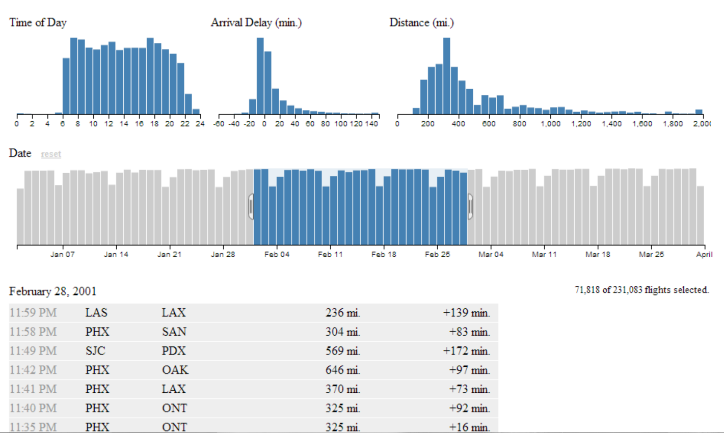 Time of Day
0 2 4 6 8 10 12 14 16 18 20 22 24
Arrival Delay (min.)
-60 -40 -20 0 20 40 60 80 100 120 140
Distance (mi.)
0 200 400 600 800 1,000 1,200 1,400 1,600 1,800 2,000
Date reset
Jan 07 Jan 14 Jan 21 Jan 28 Feb 04 Feb 11 Feb 18 Feb 25 Mar 04 Mar 11 Mar 18 Mar 25 April
71,818 of 231,083 flights selected.
February 28, 2001
11:59 PM LAS LAX 236 mi. +139 min.
11:58 PM PHX SAN 304 mi. +83 min.
11:49 PM SJC PDX 569 mi. +172 min.
11:42 PM PHX OAK 646 mi. +97 min.
11:41 PM PHX LAX 370 mi. +73 min.
11:40 PM PHX ONT 325 mi. +92 min.
11:35 PM PHX ONT 325 mi. +16 min.